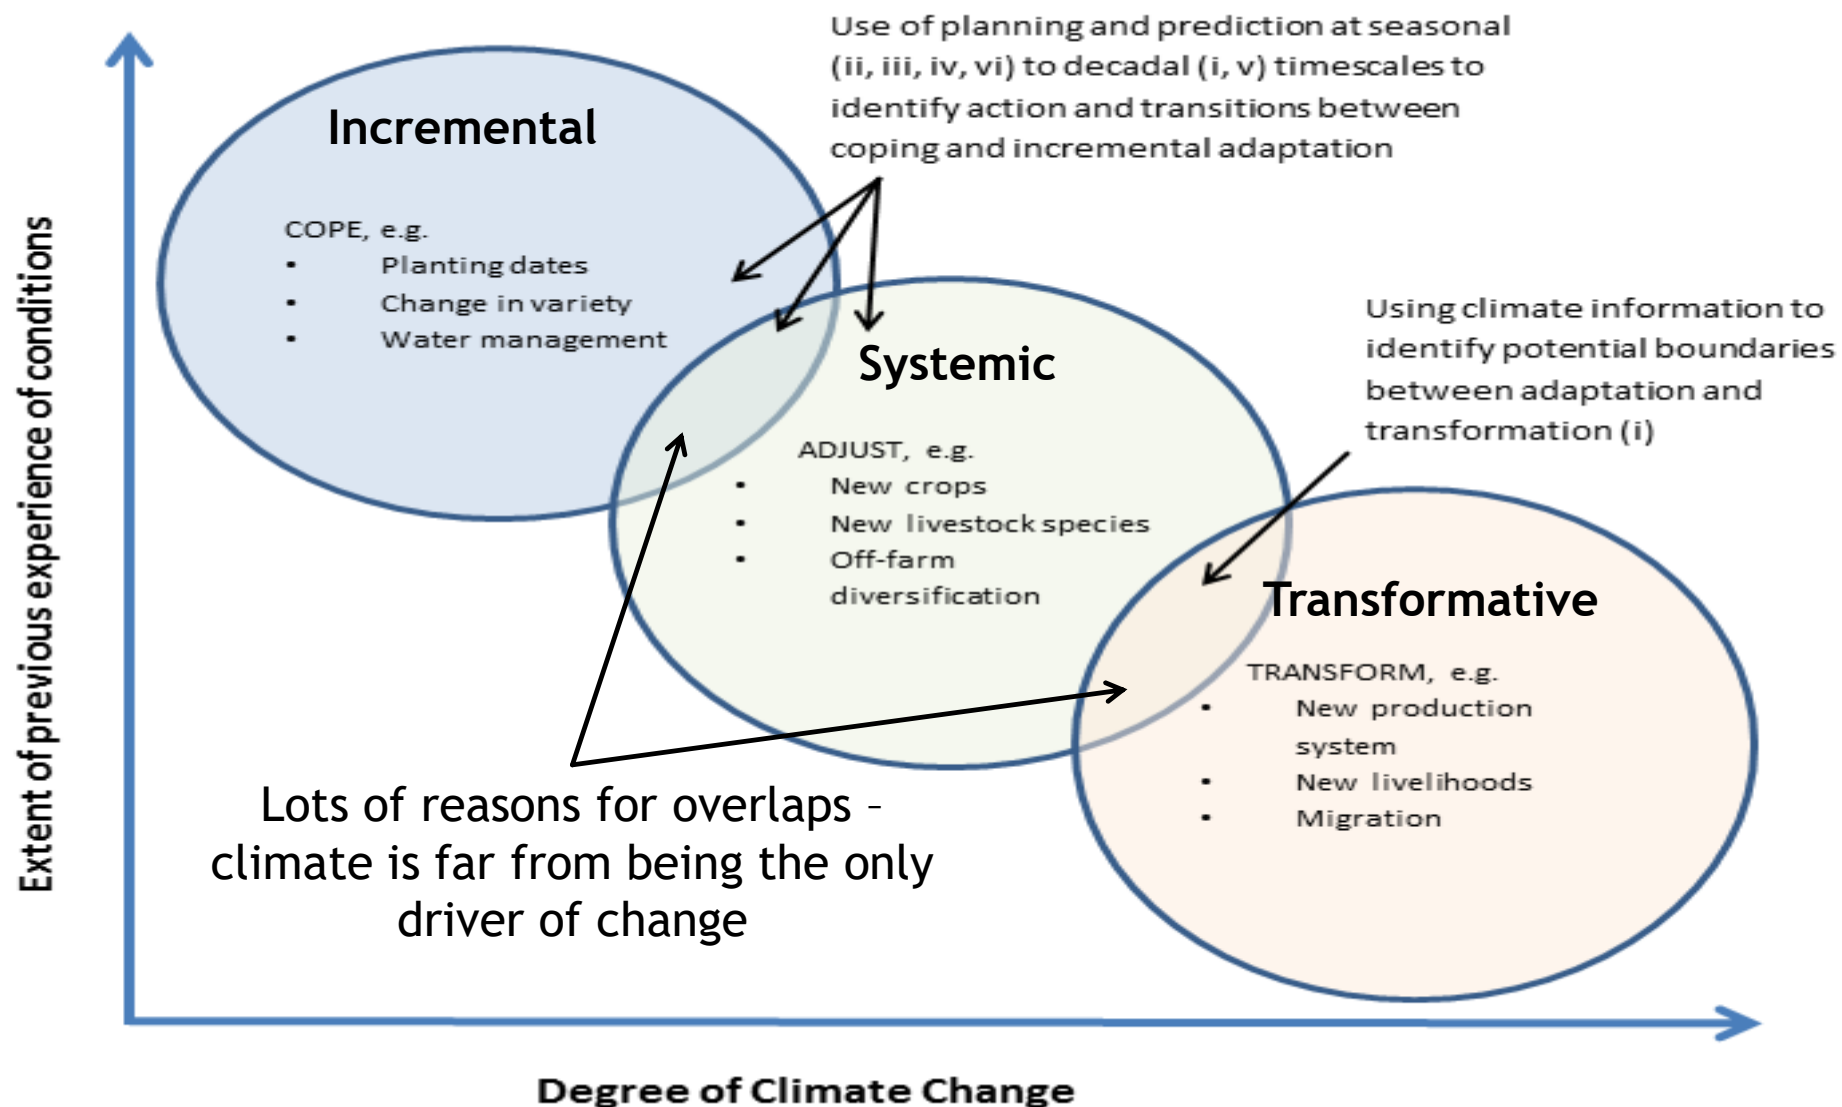 Use of planning and prediction at seasonal
(ii, iii, iv, vi) to decadal (i, v) timescales to
identify action and transitions between
coping and incremental adaptation
Incremental
COPE, e.g.
• Planting dates
• Change in variety
• Water management
Extent of previous experience of conditions
Using climate information to
identify potential boundaries
between adaptation and
transformation (i)
Systemic
ADJUST, e.g.
• New crops
• New livestock species
• Off-farm
diversification
Transformative
TRANSFORM, e.g.
• New production
system
• New livelihoods
• Migration
Lots of reasons for overlaps –
climate is far from being the only
driver of change
Degree of Climate Change